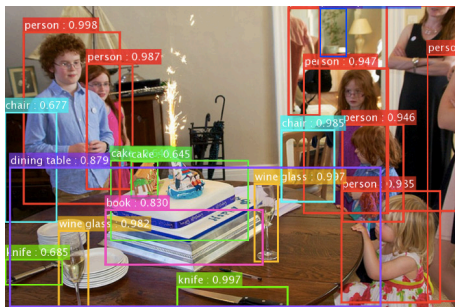 person : 0.998
person : 0.987
person : 0.947
person
chair : 0.677
chair : 0.985
person : 0.946
dining table : 0.879
cake
cake : 0.645
wine glass : 0.997
person : 0.935
book : 0.830
wine glass : 0.982
knife : 0.685
knife : 0.997